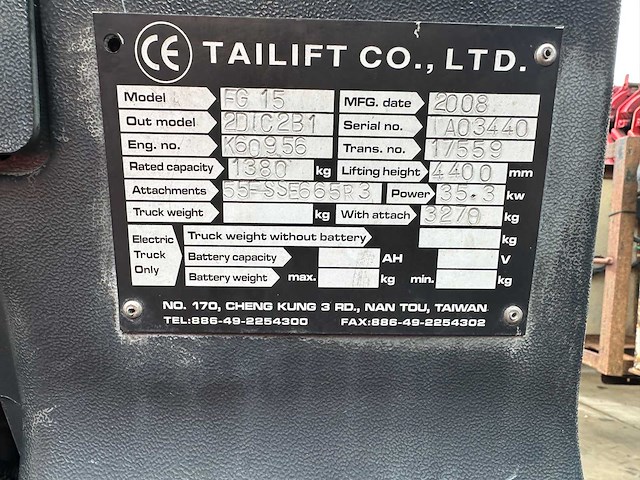 CE TAILIFT CO., LTD.
Model FG 15 MFG. date 2008
Out model 2D1C2B1 Serial no. 1A03440
Eng. no. K60956 Trans. no. 17559
Rated capacity 1380 kg Lifting height 4400 mm
Attachments Power 35.3 kw
Truck weight kg With attach 3270 kg
Electric Truck Only
Truck weight without battery kg
Battery capacity AH V
Battery weight max. kg min. kg
NO. 170, CHENG KUNG 3 RD., NAN TOU, TAIWAN
TEL:886-49-2254300 FAX:886-49-2254302